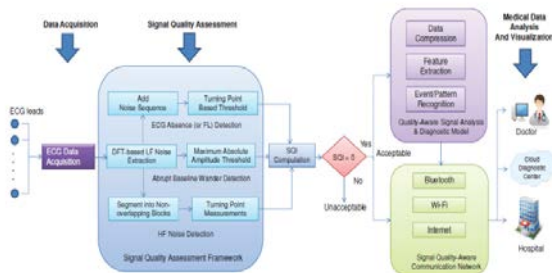 Data Acquisition
Signal Quality Assessment
Medical Data
Analysis
And Visualization
ECG leads
ECG Data
Acquisition
Add
Noise Sequence
Turning Point
Based Threshold
ECG Absence (or FL) Detection
DFT-based LF Noise
Extraction
Maximum Absolute
Amplitude Threshold
Abrupt Baseline Wander Detection
Segment into Non-
overlapping Blocks
Turning Point
Measurements
HF Noise Detection
Signal Quality Assessment Framework
SQI
Computation
SQI = 0
Yes
Acceptable
No
Unacceptable
Data
Compression
Feature
Extraction
Event/Pattern
Recognition
Quality-Aware Signal Analysis
& Diagnostic Model
Bluetooth
Wi-Fi
Internet
Signal Quality-Aware
Communication Network
Doctor
Cloud
Diagnostic
Center
Hospital